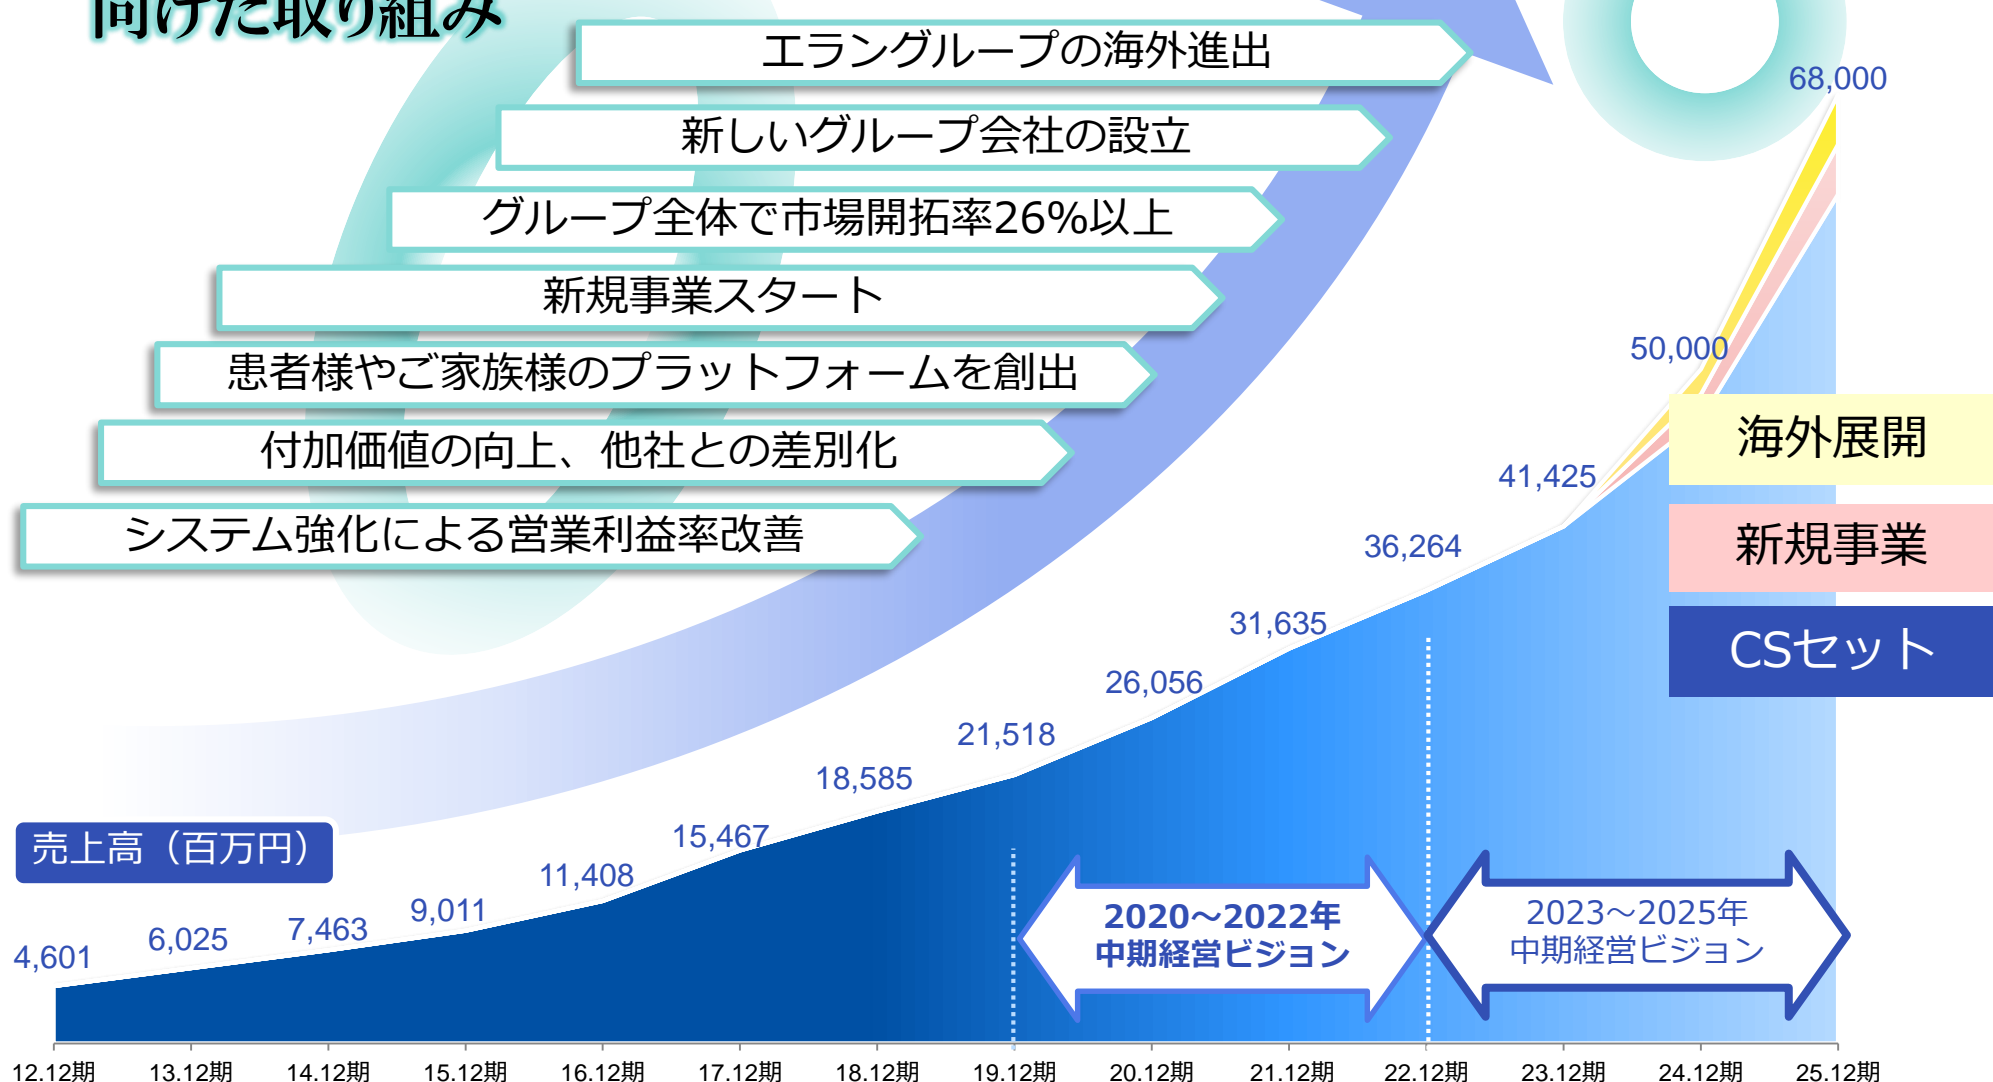 向けた取り組み
エラングループの海外進出
新しいグループ会社の設立
グループ全体で市場開拓率26%以上
新規事業スタート
患者様やご家族様のプラットフォームを創出
付加価値の向上、他社との差別化
システム強化による営業利益率改善
売上高（百万円）
4,601
6,025
7,463
9,011
11,408
15,467
18,585
21,518
26,056
31,635
36,264
41,425
50,000
68,000
海外展開
新規事業
CSセット
2020～2022年
中期経営ビジョン
2023～2025年
中期経営ビジョン
12.12期
13.12期
14.12期
15.12期
16.12期
17.12期
18.12期
19.12期
20.12期
21.12期
22.12期
23.12期
24.12期
25.12期